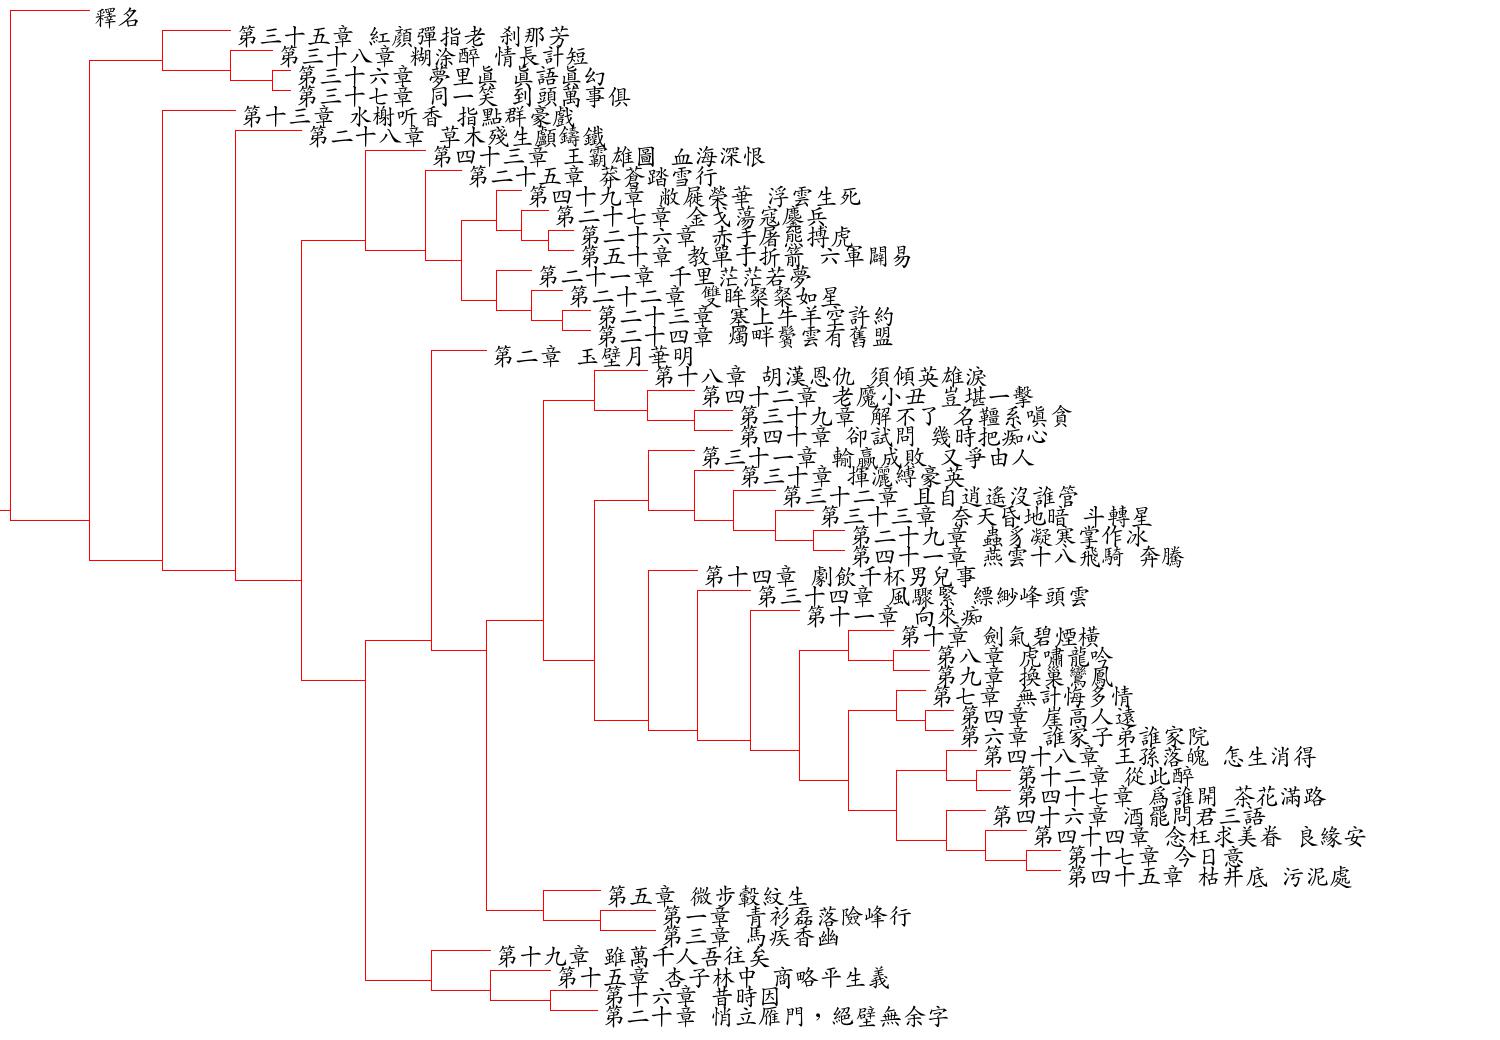 釋名
第三十五章 紅顏彈指老 刹那芳
第三十八章 糊涂醉 情長計短
第三十六章 夢里眞 眞語眞幻
第三十七章 同一笑 到頭萬事俱
第十三章 水榭听香 指點群豪戲
第二十八章 草木殘生顱鑄鐵
第四十三章 王霸雄圖 血海深恨
第二十五章 莽蒼踏雪行
第四十九章 敝屣榮華 浮雲生死
第二十七章 金戈蕩寇鏖兵
第二十六章 赤手屠熊搏虎
第五十章 教單于折箭 六軍闢易
第二十一章 千里茫茫若夢
第二十二章 雙眸粲粲如星
第二十三章 塞上牛羊空許約
第二十四章 燭畔鬢雲有舊盟
第二章 玉壁月華明
第十八章 胡漢恩仇 須傾英雄淚
第四十二章 老魔小丑 豈堪一擊
第三十九章 解不了 名韁系嗔貪
第四十章 卻試問 幾時把痴心
第三十一章 輸贏成敗 又爭由人
第三十章 揮灑縛豪英
第三十二章 且自逍遙沒誰管
第三十三章 奈天昏地暗 斗轉星
第二十九章 蟲豸凝寒掌作冰
第四十一章 燕雲十八飛騎 奔騰
第十四章 劇飲千杯男兒事
第三十四章 風驟緊 縹緲峰頭雲
第十一章 向來痴
第十章 劍氣碧煙橫
第八章 虎嘯龍吟
第九章 換巢鸞鳳
第七章 無計悔多情
第四章 崖高人遠
第六章 誰家子弟誰家院
第四十八章 王孫落魄 怎生消得
第十二章 從此醉
第四十七章 爲誰開 茶花滿路
第四十六章 酒罷問君三語
第四十四章 念枉求美眷 良緣安
第十七章 今日意
第四十五章 枯井底 污泥處
第五章 微步縠紋生
第一章 青衫磊落險峰行
第三章 馬疾香幽
第十九章 雖萬千人吾往矣
第十五章 杏子林中 商略平生義
第十六章 昔時因
第二十章 悄立雁門，絕壁無余字